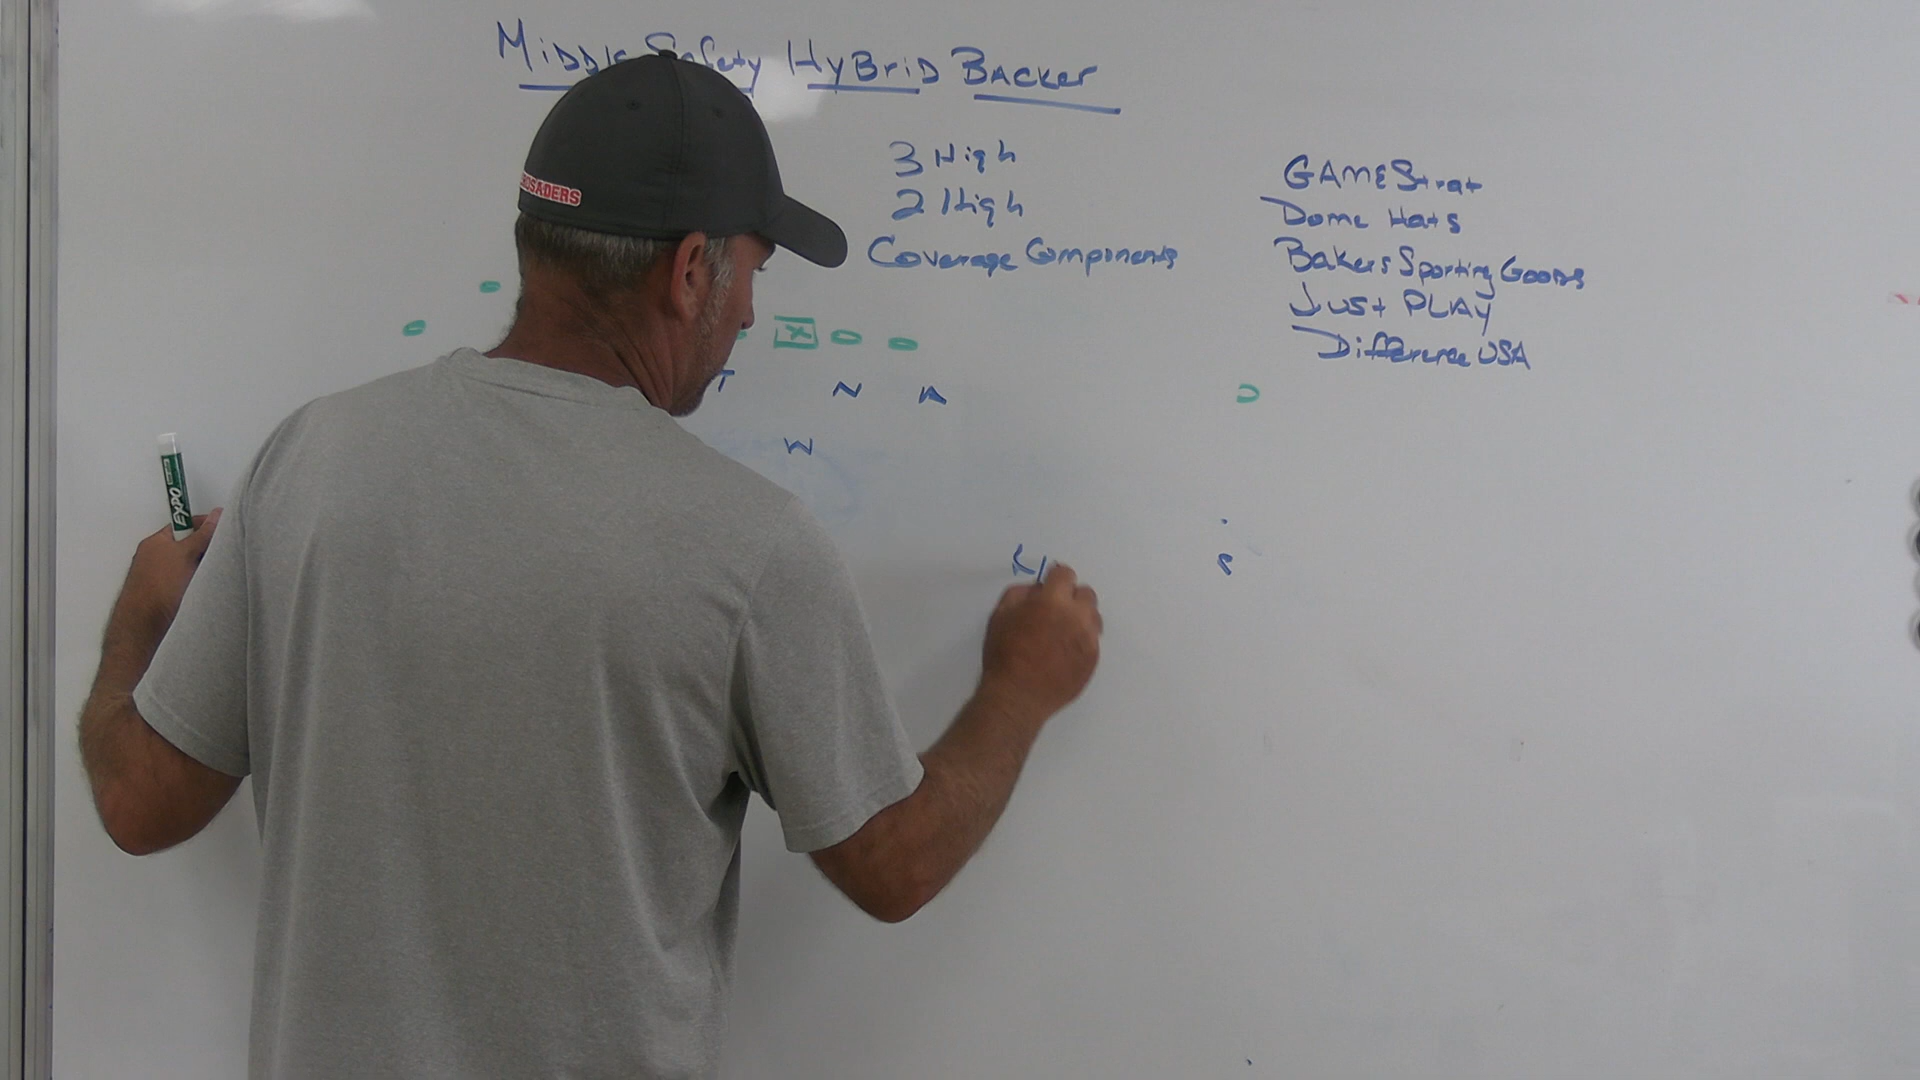 Middle Safety Hybrid Backer
3 High
2 High
Coverage Components
GAMEStrat
Dome Hats
Bakers Sporting Goods
Just PLAY
Difference USA
X
T N A
W
EXPO